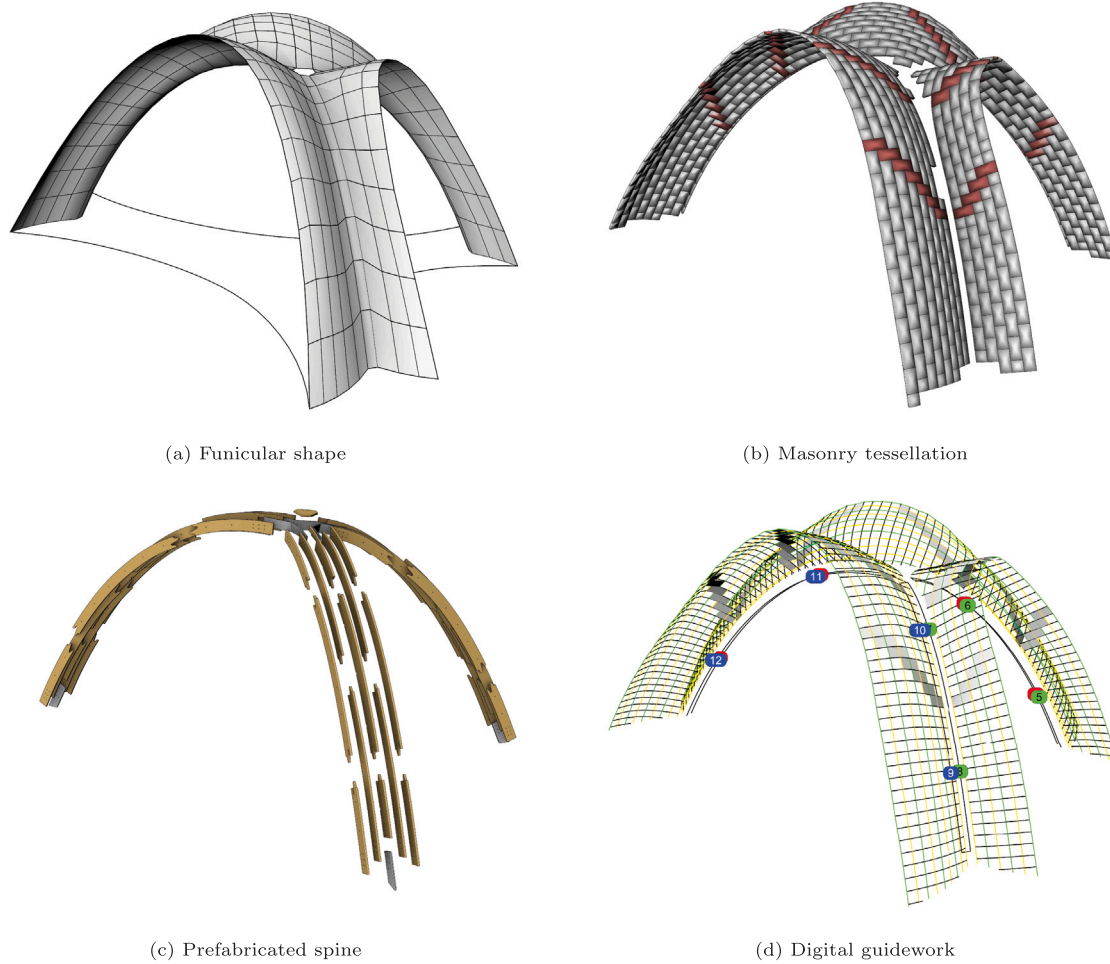 (a) Funicular shape
(b) Masonry tessellation
11
6
10
12
5
9
(c) Prefabricated spine
(d) Digital guidework